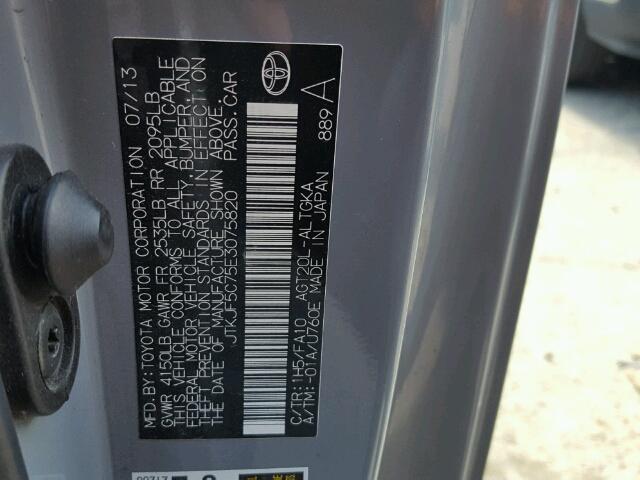 MFD. BY: TOYOTA MOTOR CORPORATION 07/13
GVWR 4150LB GAWR FR 2535LB RR 2095LB
THIS VEHICLE CONFORMS TO ALL APPLICABLE
FEDERAL MOTOR VEHICLE SAFETY, BUMPER, AND
THEFT PREVENTION STANDARDS IN EFFECT ON
THE DATE OF MANUFACTURE SHOWN ABOVE.
JTKJF5C75E3075820 PASS. CAR
C/TR: 1H5/FA10 AGT20L-ALTGKA
A/TM: -01A/U760E MADE IN JAPAN
889 A